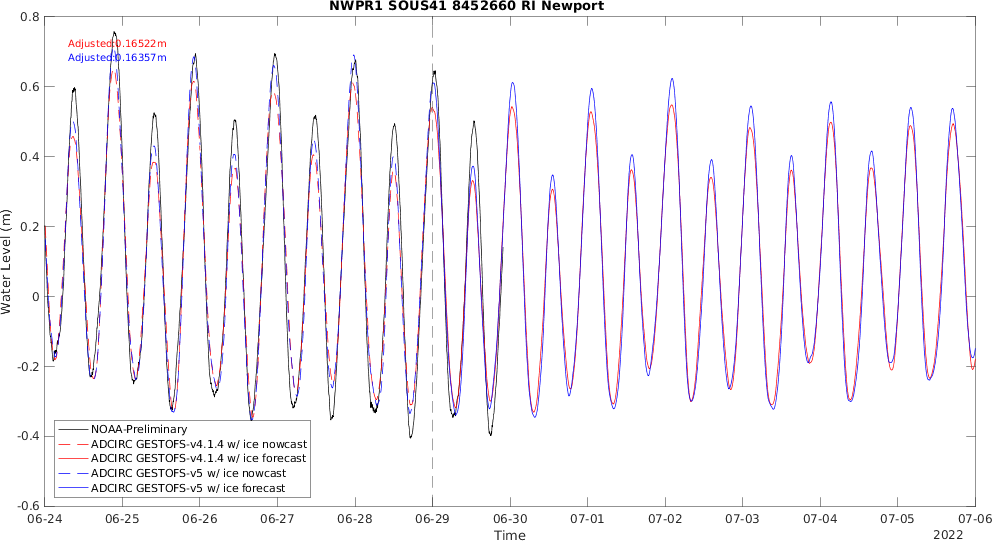 NWPR1 SOUS41 8452660 RI Newport
Adjusted:0.16522m
Adjusted:0.16357m
Water Level (m)
0.8
0.6
0.4
0.2
0
-0.2
-0.4
-0.6
NOAA-Preliminary
ADCIRC GESTOFS-v4.1.4 w/ ice nowcast
ADCIRC GESTOFS-v4.1.4 w/ ice forecast
ADCIRC GESTOFS-v5 w/ ice nowcast
ADCIRC GESTOFS-v5 w/ ice forecast
06-24 06-25 06-26 06-27 06-28 06-29 06-30 07-01 07-02 07-03 07-04 07-05 07-06
Time
2022